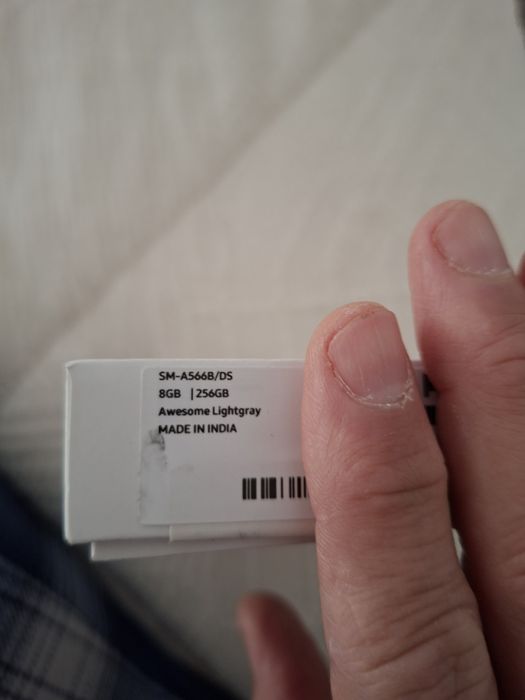 SM-A566B/DS
8GB | 256GB
Awesome Lightgray
MADE IN INDIA